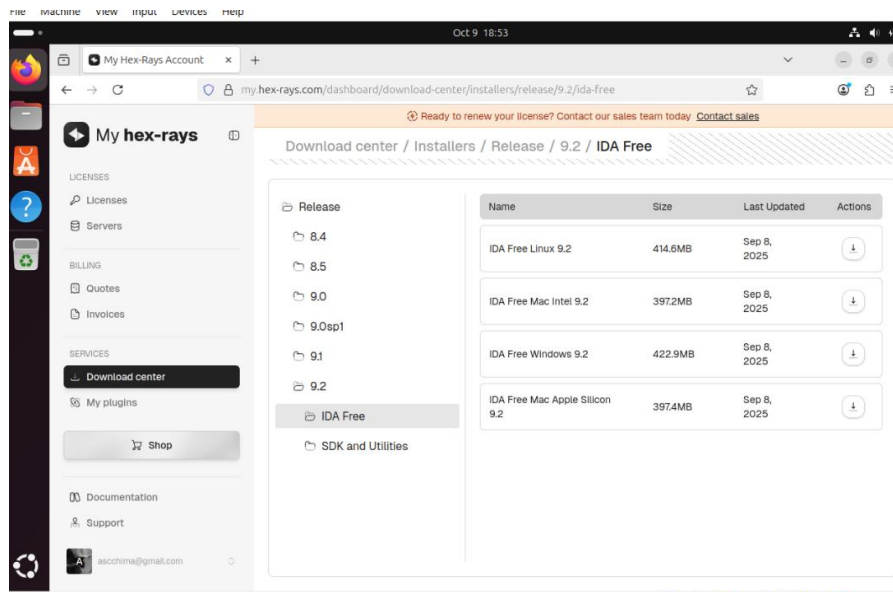 File Machine View Input Devices Help
Oct 9 18:53
My Hex-Rays Account
my.hex-rays.com/dashboard/download-center/installers/release/9.2/ida-free
Ready to renew your license? Contact our sales team today Contact sales
My hex-rays
Download center / Installers / Release / 9.2 / IDA Free
LICENSES
Licenses
Servers
BILLING
Quotes
Invoices
SERVICES
Download center
My plugins
Shop
Documentation
Support
A
ascchima@gmail.com
Release
8.4
8.5
9.0
9.0sp1
9.1
9.2
IDA Free
SDK and Utilities
Name Size Last Updated Actions
IDA Free Linux 9.2 414.6MB Sep 8, 2025
IDA Free Mac Intel 9.2 397.2MB Sep 8, 2025
IDA Free Windows 9.2 422.9MB Sep 8, 2025
IDA Free Mac Apple Silicon 9.2 397.4MB Sep 8, 2025